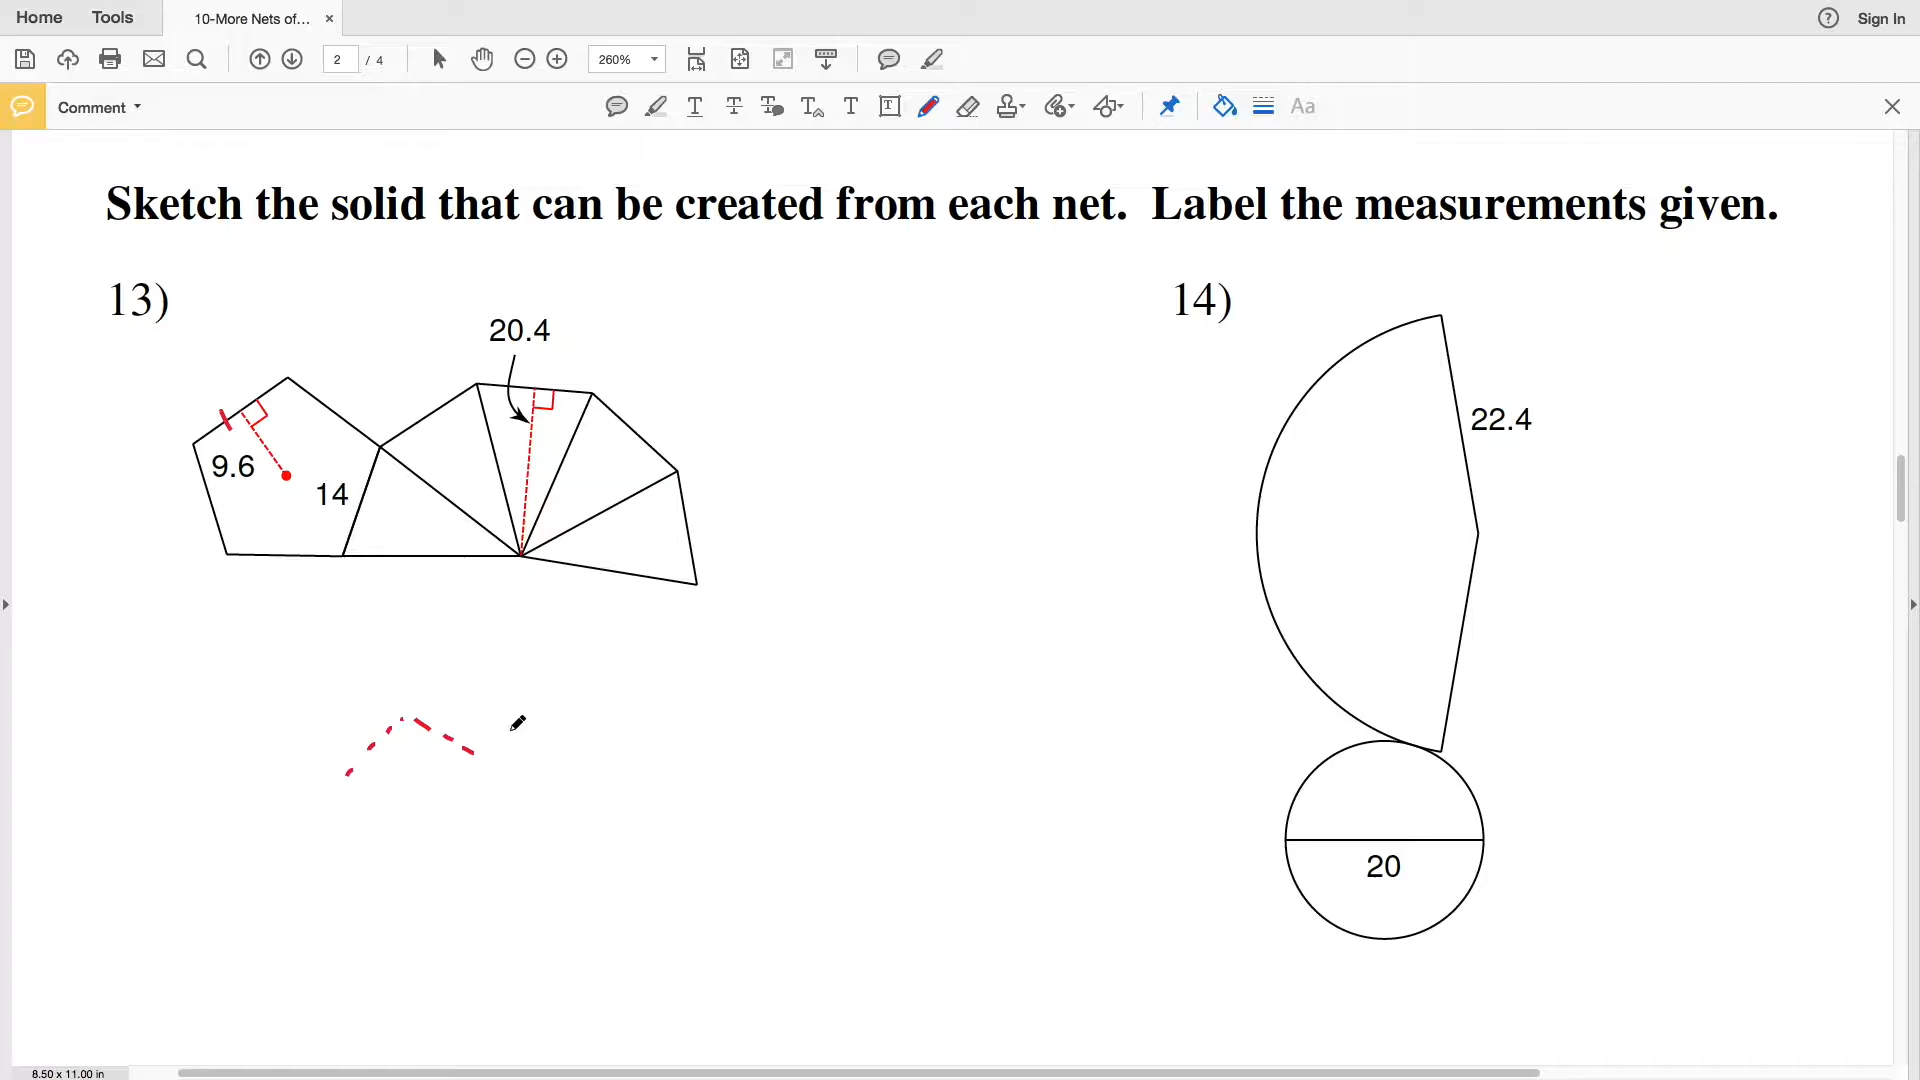 Home Tools 10-More Nets of... × ? Sign In
2 / 4 260%
Comment T T T T T T Aa
Sketch the solid that can be created from each net. Label the measurements given.
13) 14)
20.4
22.4
9.6
14
20
8.50 x 11.00 in